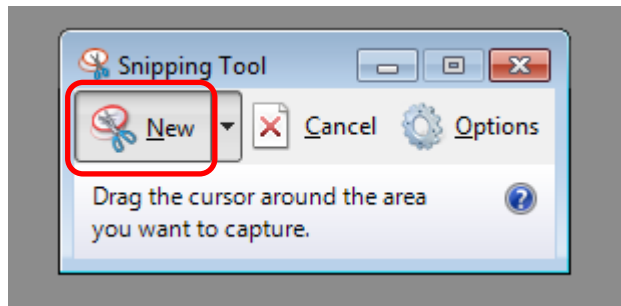 Snipping Tool
New Cancel Options
Drag the cursor around the area
you want to capture.